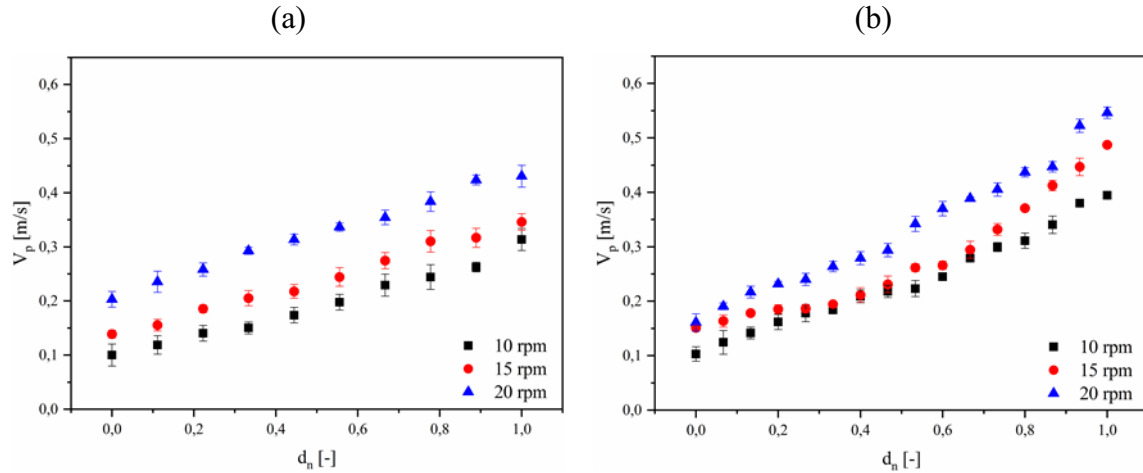 (a)
(b)
0,6
0,5
0,4
0,3
0,2
0,1
0,0
V_p [m/s]
10 rpm
15 rpm
20 rpm
0,0 0,2 0,4 0,6 0,8 1,0
d_n [-]
0,6
0,5
0,4
0,3
0,2
0,1
0,0
V_p [m/s]
10 rpm
15 rpm
20 rpm
0,0 0,2 0,4 0,6 0,8 1,0
d_n [-]